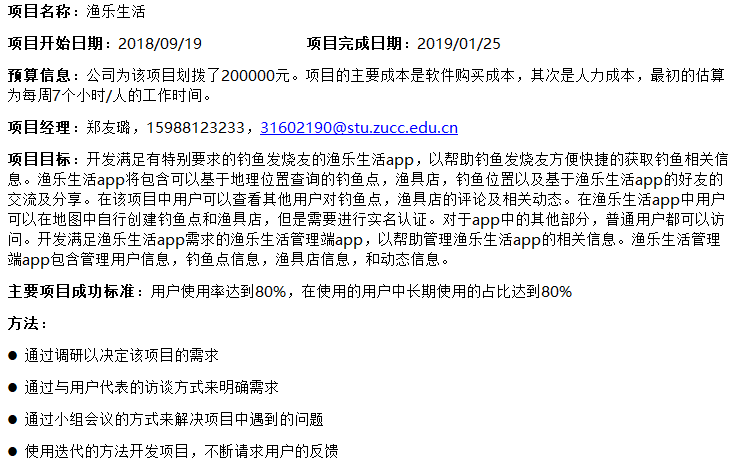 项目名称：渔乐生活
项目开始日期：2018/09/19 项目完成日期：2019/01/25
预算信息：公司为该项目划拨了200000元。项目的主要成本是软件购买成本，其次是人力成本，最初的估算
为每周7个小时/人的工作时间。
项目经理：郑友璐，15988123233，31602190@stu.zucc.edu.cn
项目目标：开发满足有特别要求的钓鱼发烧友的渔乐生活app，以帮助钓鱼发烧友方便快捷的获取钓鱼相关信
息。渔乐生活app将包含可以基于地理位置查询的钓鱼点，渔具店，钓鱼位置以及基于渔乐生活app的好友的
交流及分享。在该项目中用户可以查看其他用户对钓鱼点，渔具店的评论及相关动态。在渔乐生活app中用户
可以在地图中自行创建钓鱼点和渔具店，但是需要进行实名认证。对于app中的其他部分，普通用户都可以访
问。开发满足渔乐生活app需求的渔乐生活管理端app，以帮助管理渔乐生活app的相关信息。渔乐生活管理
端app包含管理用户信息，钓鱼点信息，渔具店信息，和动态信息。
主要项目成功标准：用户使用率达到80%，在使用的用户中长期使用的占比达到80%
方法：
● 通过调研以决定该项目的需求
● 通过与用户代表的访谈方式来明确需求
● 通过小组会议的方式来解决项目中遇到的问题
● 使用迭代的方法开发项目，不断请求用户的反馈